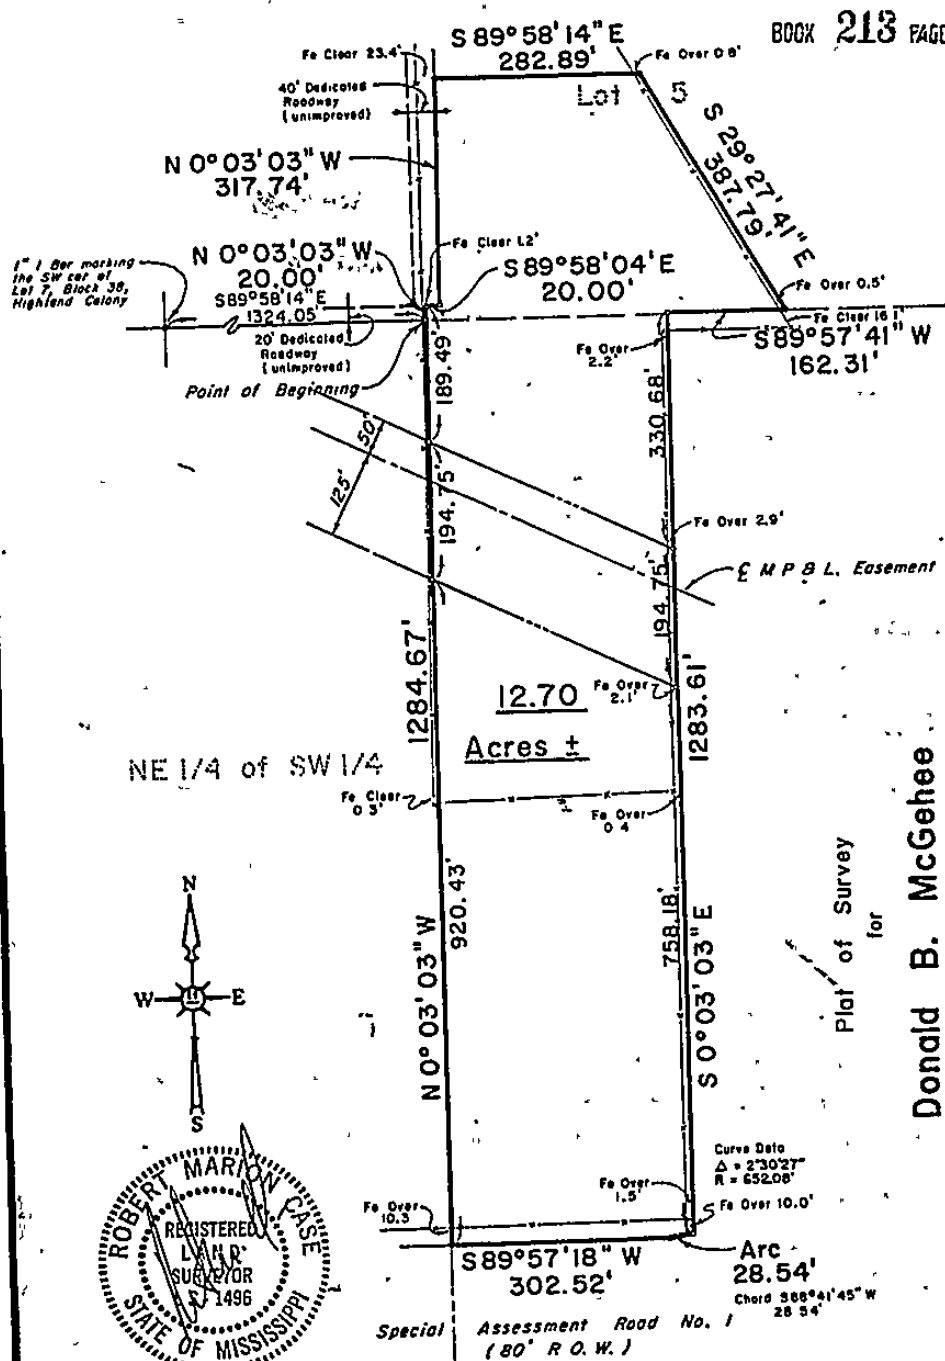 BOOK 213 PAGE
S 89° 58' 14" E
282.89'
Fe Clear 23.4'
Fe Over 0.8'
40' Dedicated
Roadway
(unimproved)
Lot 5
S 29° 27' 41" E
387.79'
N 0° 03' 03" W
317.74'
N 0° 03' 03" W
20.00'
Fe Clear 1.2'
S 89° 58' 04" E
20.00'
1" I Bar marking
the SW cor of
Lot 7, Block 38,
Highland Colony
S 89° 58' 14" E
1324.05'
20' Dedicated
Roadway
(unimproved)
Point of Beginning
Fe Over 0.5'
Fe Clear 16.1'
S 89° 57' 41" W
162.31'
Fe Over
2.2'
189.49'
330.68'
50'
125'
194.75'
Fe Over 2.9'
194.75'
₵ M P & L. Easement
1284.67'
12.70
Acres ±
Fe Over
2.1'
1283.61'
NE 1/4 of SW 1/4
Fe Clear
0.3'
Fe Over
0.4
920.43'
758.18'
N 0° 03' 03" W
S 0° 03' 03" E
Plat of Survey
for
Donald B. McGehee
N
W E
S
Curve Data
Δ = 2°30'27"
R = 652.08'
Fe Over
1.5'
Fe Over 10.0'
Fe Over
10.3'
S 89° 57' 18" W
302.52'
Arc
28.54'
Chord S88°41'45" W
28.54'
ROBERT MARION CASE
REGISTERED
LAND
SURVEYOR
S-1496
STATE OF MISSISSIPPI
Special Assessment Road No. 1
(80' R.O.W.)